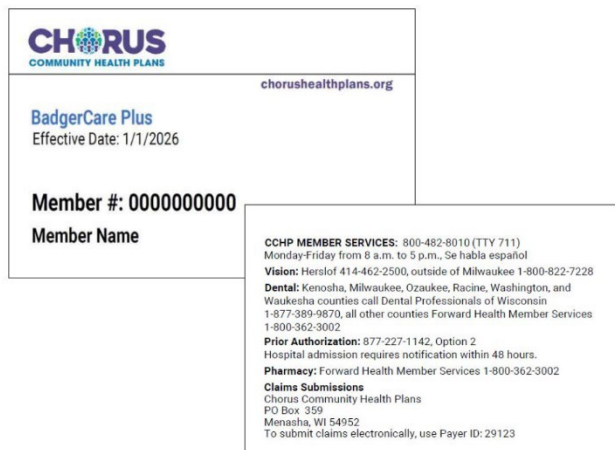 CHORUS
COMMUNITY HEALTH PLANS
chorushealthplans.org
BadgerCare Plus
Effective Date: 1/1/2026
Member #: 0000000000
Member Name
CCHP MEMBER SERVICES: 800-482-8010 (TTY 711)
Monday-Friday from 8 a.m. to 5 p.m., Se habla español
Vision: Herslof 414-462-2500, outside of Milwaukee 1-800-822-7228
Dental: Kenosha, Milwaukee, Ozaukee, Racine, Washington, and
Waukesha counties call Dental Professionals of Wisconsin
1-877-389-9870, all other counties Forward Health Member Services
1-800-362-3002
Prior Authorization: 877-227-1142, Option 2
Hospital admission requires notification within 48 hours.
Pharmacy: Forward Health Member Services 1-800-362-3002
Claims Submissions
Chorus Community Health Plans
PO Box 359
Menasha, WI 54952
To submit claims electronically, use Payer ID: 29123